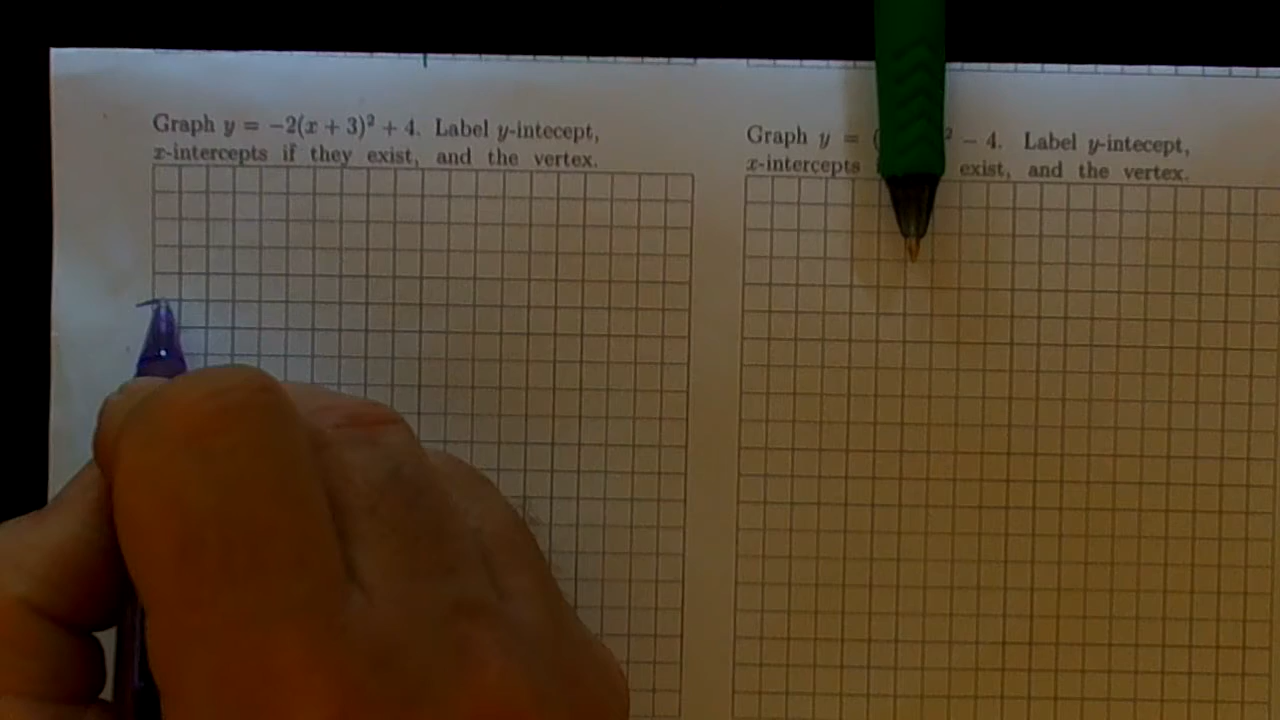 Graph y = −2(x + 3)² + 4. Label y-intecept,
x-intercepts if they exist, and the vertex.
Graph y = ( ² − 4. Label y-intecept,
x-intercepts exist, and the vertex.